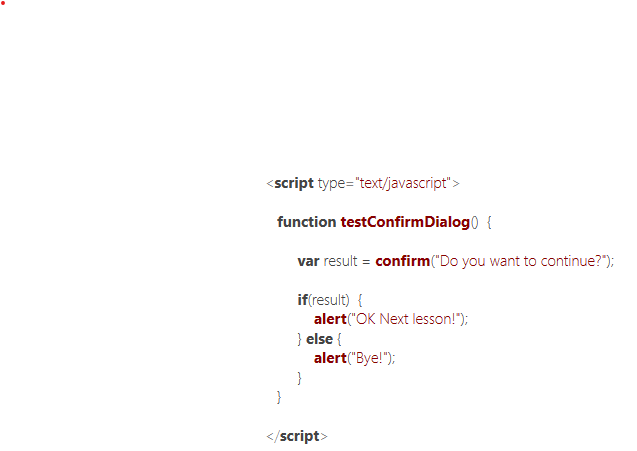 <script type="text/javascript">
function testConfirmDialog() {
var result = confirm("Do you want to continue?");
if(result) {
alert("OK Next lesson!");
} else {
alert("Bye!");
}
}
</script>